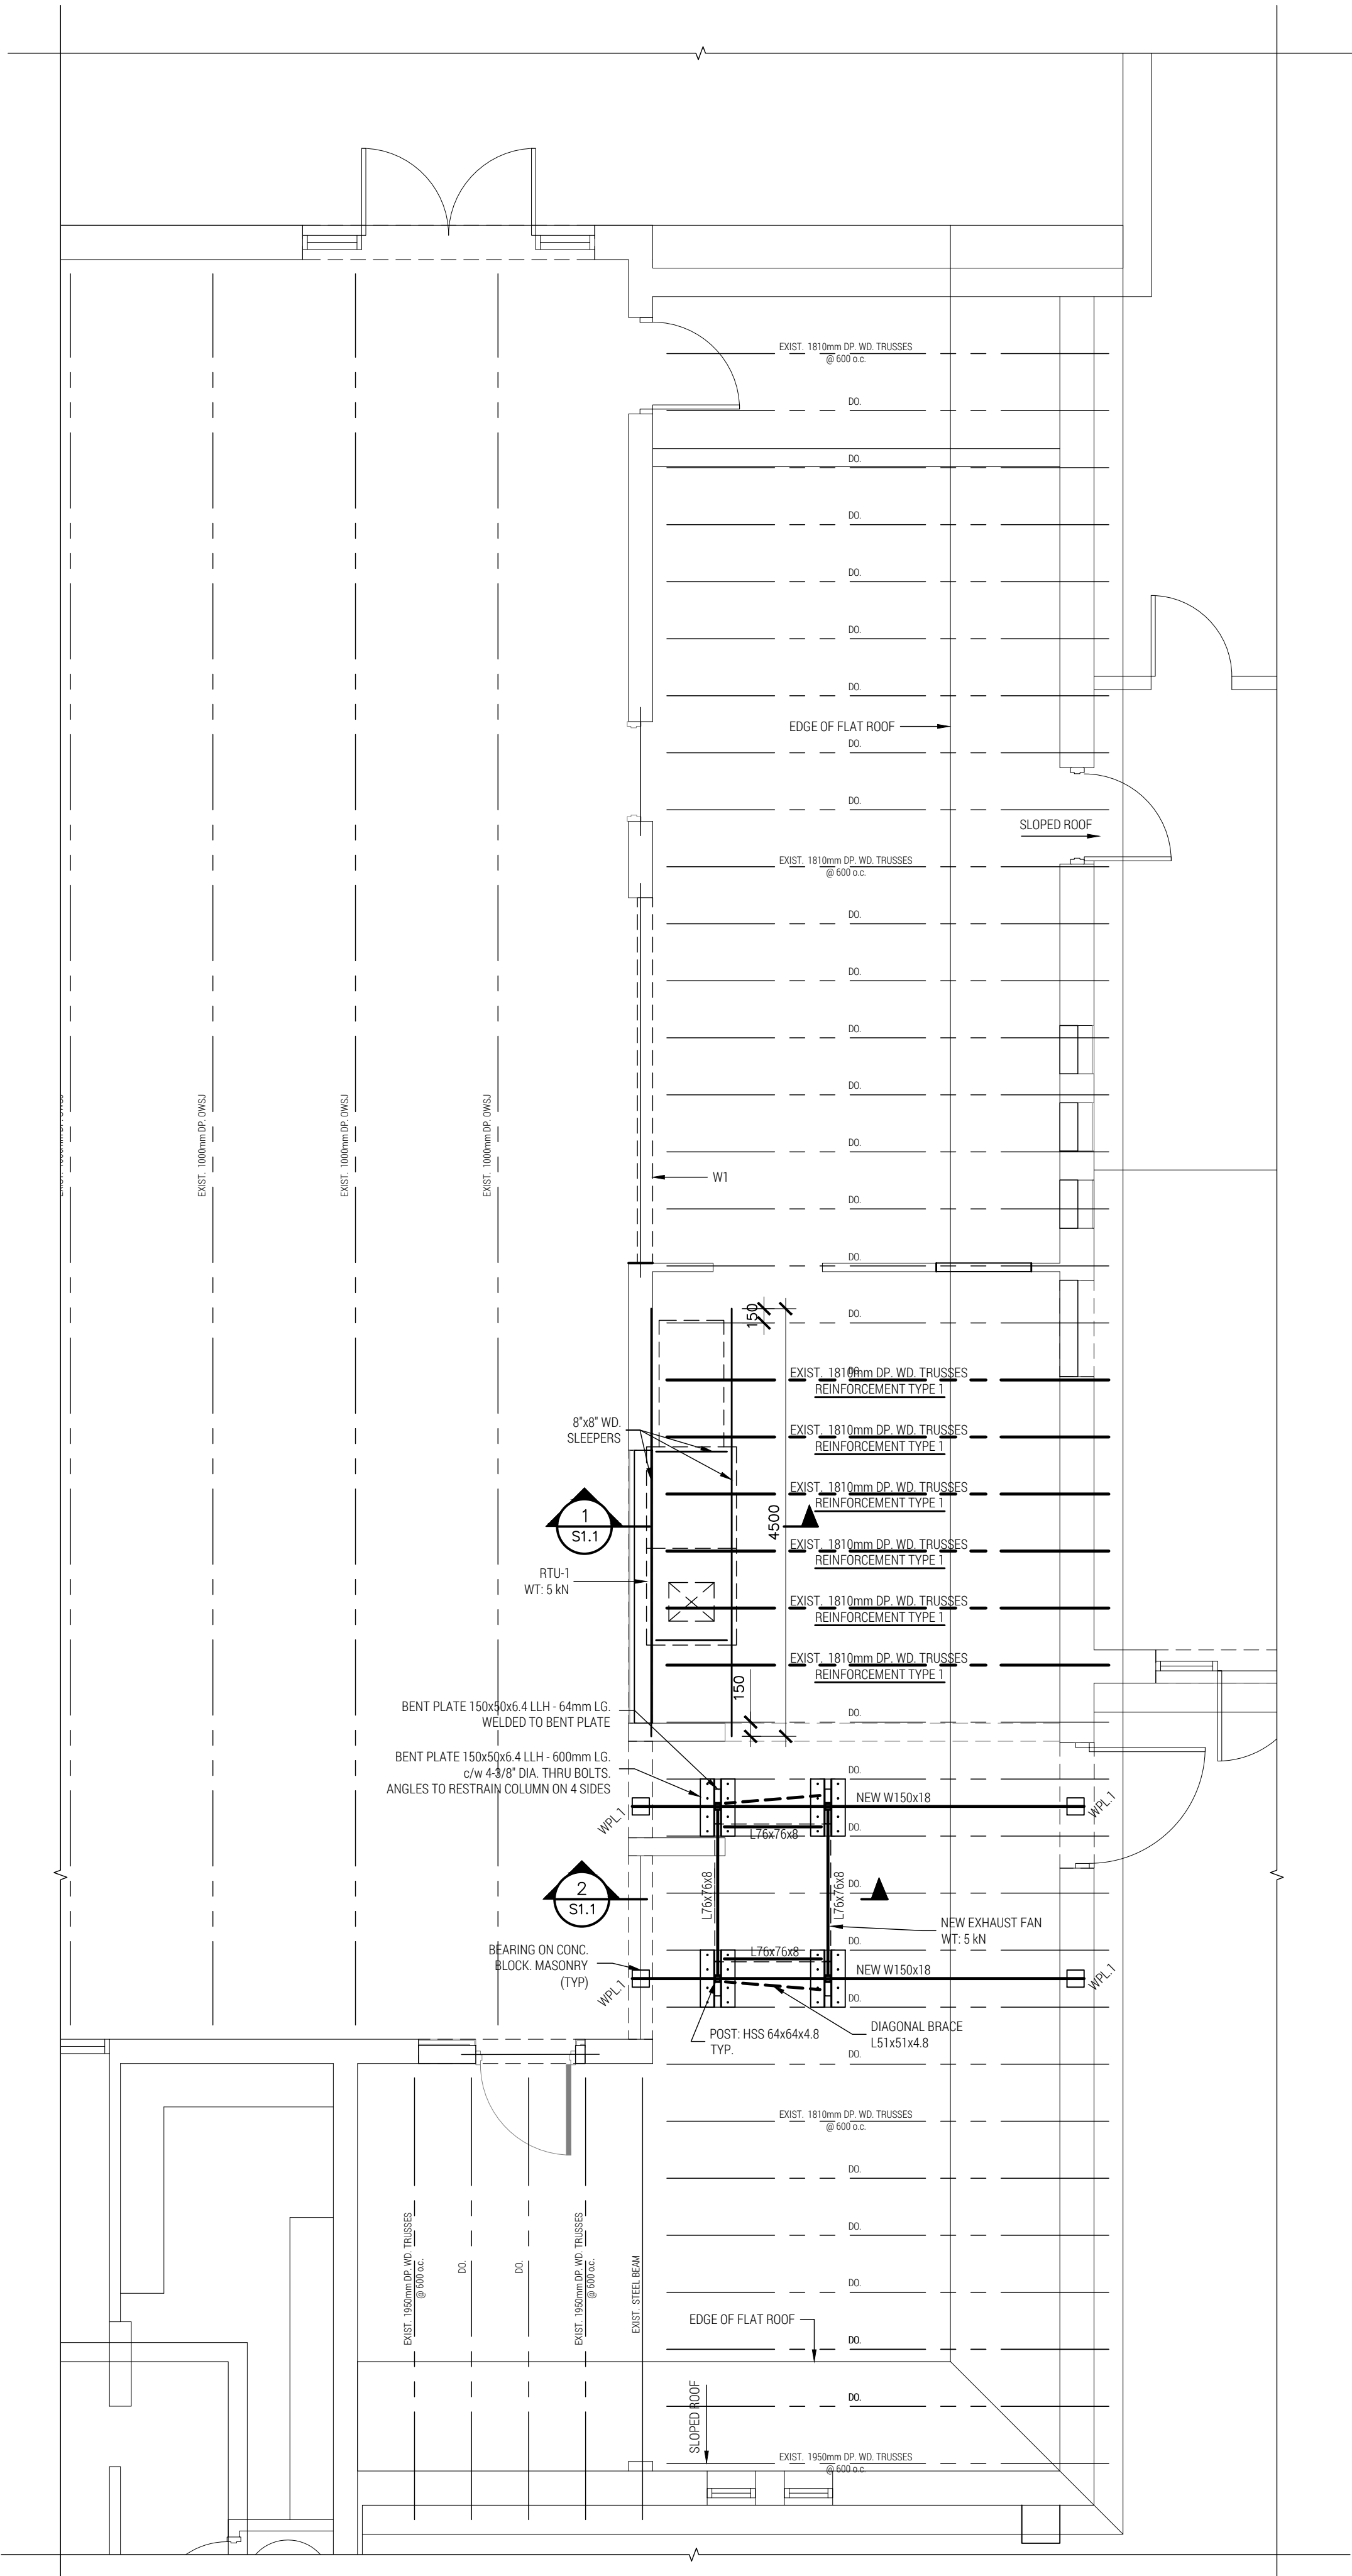 EXIST. 1810mm DP. WD. TRUSSES
@ 600 o.c.
DO.
DO.
DO.
DO.
DO.
DO.
EDGE OF FLAT ROOF
DO.
DO.
SLOPED ROOF
EXIST. 1810mm DP. WD. TRUSSES
@ 600 o.c.
DO.
DO.
DO.
DO.
EXIST. 1000mm DP. OWSJ
EXIST. 1000mm DP. OWSJ
EXIST. 1000mm DP. OWSJ
EXIST. 1000mm DP. OWSJ
DO.
W1
DO.
DO.
150
DO.
EXIST. 1810mm DP. WD. TRUSSES
DO.
REINFORCEMENT TYPE 1
8"x8" WD.
SLEEPERS
EXIST. 1810mm DP. WD. TRUSSES
REINFORCEMENT TYPE 1
EXIST. 1810mm DP. WD. TRUSSES
REINFORCEMENT TYPE 1
1
S1.1
4500
EXIST. 1810mm DP. WD. TRUSSES
REINFORCEMENT TYPE 1
RTU-1
WT: 5 kN
EXIST. 1810mm DP. WD. TRUSSES
REINFORCEMENT TYPE 1
EXIST. 1810mm DP. WD. TRUSSES
REINFORCEMENT TYPE 1
150
BENT PLATE 150x50x6.4 LLH - 64mm LG.
WELDED TO BENT PLATE
DO.
BENT PLATE 150x50x6.4 LLH - 600mm LG.
c/w 4-3/8" DIA. THRU BOLTS.
ANGLES TO RESTRAIN COLUMN ON 4 SIDES
DO.
NEW W150x18
WPL.1
WPL.1
DO.
L76x76x8
L76x76x8
L76x76x8
DO.
2
S1.1
NEW EXHAUST FAN
WT: 5 kN
DO.
BEARING ON CONC.
BLOCK. MASONRY
(TYP)
L76x76x8
NEW W150x18
WPL.1
WPL.1
DO.
POST: HSS 64x64x4.8
TYP.
DIAGONAL BRACE
L51x51x4.8
DO.
EXIST. 1810mm DP. WD. TRUSSES
@ 600 o.c.
DO.
DO.
EXIST. 1950mm DP. WD. TRUSSES
@ 600 o.c.
DO.
DO.
EXIST. 1950mm DP. WD. TRUSSES
@ 600 o.c.
EXIST. STEEL BEAM
DO.
EDGE OF FLAT ROOF
DO.
DO.
SLOPED ROOF
EXIST. 1950mm DP. WD. TRUSSES
@ 600 o.c.